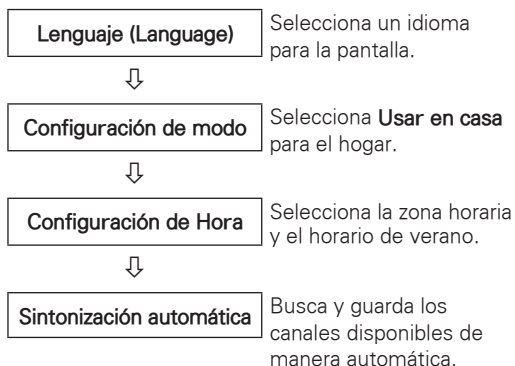 Lenguaje (Language)
Selecciona un idioma
para la pantalla.
Configuración de modo
Selecciona Usar en casa
para el hogar.
Configuración de Hora
Selecciona la zona horaria
y el horario de verano.
Sintonización automática
Busca y guarda los
canales disponibles de
manera automática.